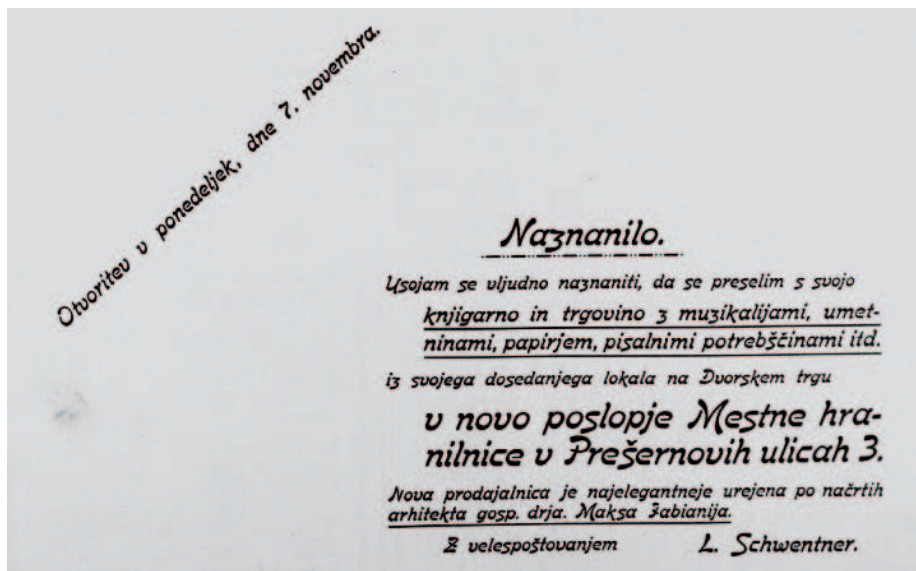 Otvoritev v ponedeljek, dne 7. novembra.
Naznanilo.
Usojam se vljudno naznaniti, da se preselim s svojo
knjigarno in trgovino z muzikalijami, umet-
ninami, papirjem, pisalnimi potrebščinami itd.
iz svojega dosedanjega lokala na Dvorskem trgu
v novo poslopje Mestne hra-
nilnice v Prešernovih ulicah 3.
Nova prodajalnica je najelegantneje urejena po načrtih
arhitekta gosp. drja. Maksa Fabianija.
Z velespoštovanjem L. Schwentner.